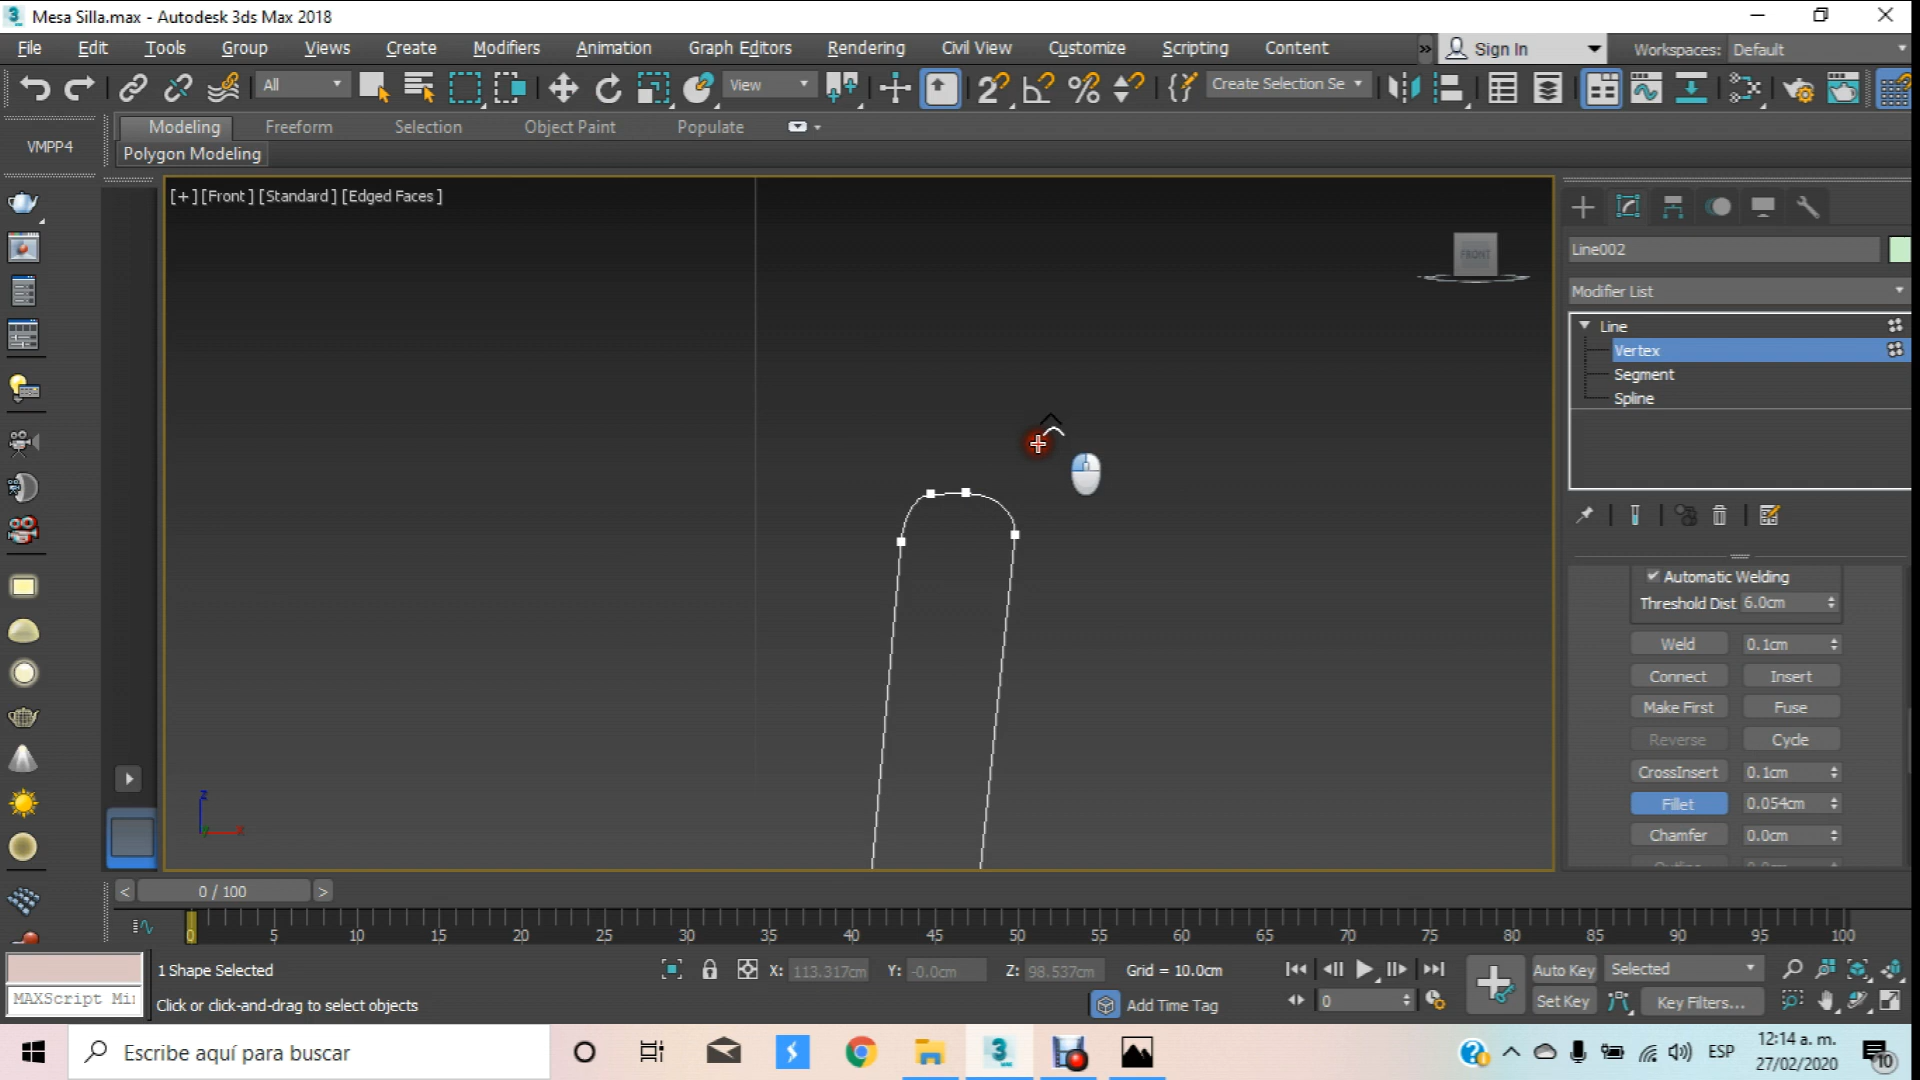 Mesa Silla.max - Autodesk 3ds Max 2018
File Edit Tools Group Views Create Modifiers Animation Graph Editors Rendering Civil View Customize Scripting Content » Sign In Workspaces: Default
All View Create Selection Se
VMPP4 Modeling Freeform Selection Object Paint Populate
Polygon Modeling
[+] [Front] [Standard] [Edged Faces]
FRONT
Line002
Modifier List
Line
Vertex
Segment
Spline
Automatic Welding
Threshold Dist 6.0cm
Weld 0.1cm
Connect Insert
Make First Fuse
Reverse Cycle
CrossInsert 0.1cm
Fillet 0.054cm
Chamfer 0.0cm
z
y x
< 0 / 100 >
0 5 10 15 20 25 30 35 40 45 50 55 60 65 70 75 80 85 90 95 100
1 Shape Selected X: 113.317cm Y: -0.0cm Z: 98.537cm Grid = 10.0cm Auto Key Selected
MAXScript Mi Click or click-and-drag to select objects Add Time Tag 0 Set Key Key Filters...
Escribe aquí para buscar ESP 12:14 a. m.
27/02/2020 10